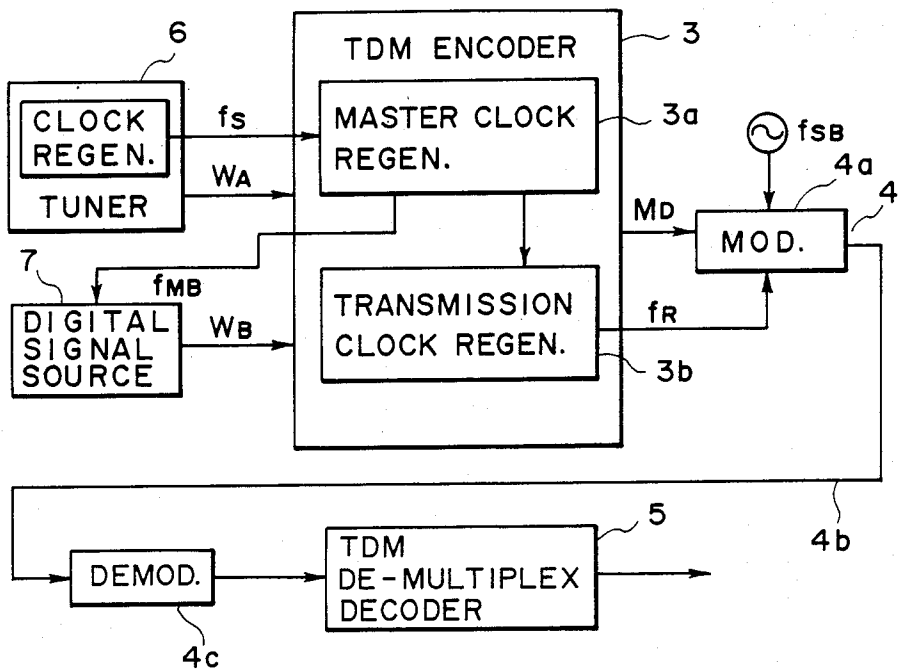 6
TDM ENCODER
3
CLOCK
REGEN.
TUNER
fS
WA
MASTER CLOCK
REGEN.
3a
fSB
4a
4
MD
MOD.
7
fMB
DIGITAL
SIGNAL
SOURCE
WB
TRANSMISSION
CLOCK REGEN.
fR
3b
4b
5
DEMOD.
4c
TDM
DE-MULTIPLEX
DECODER